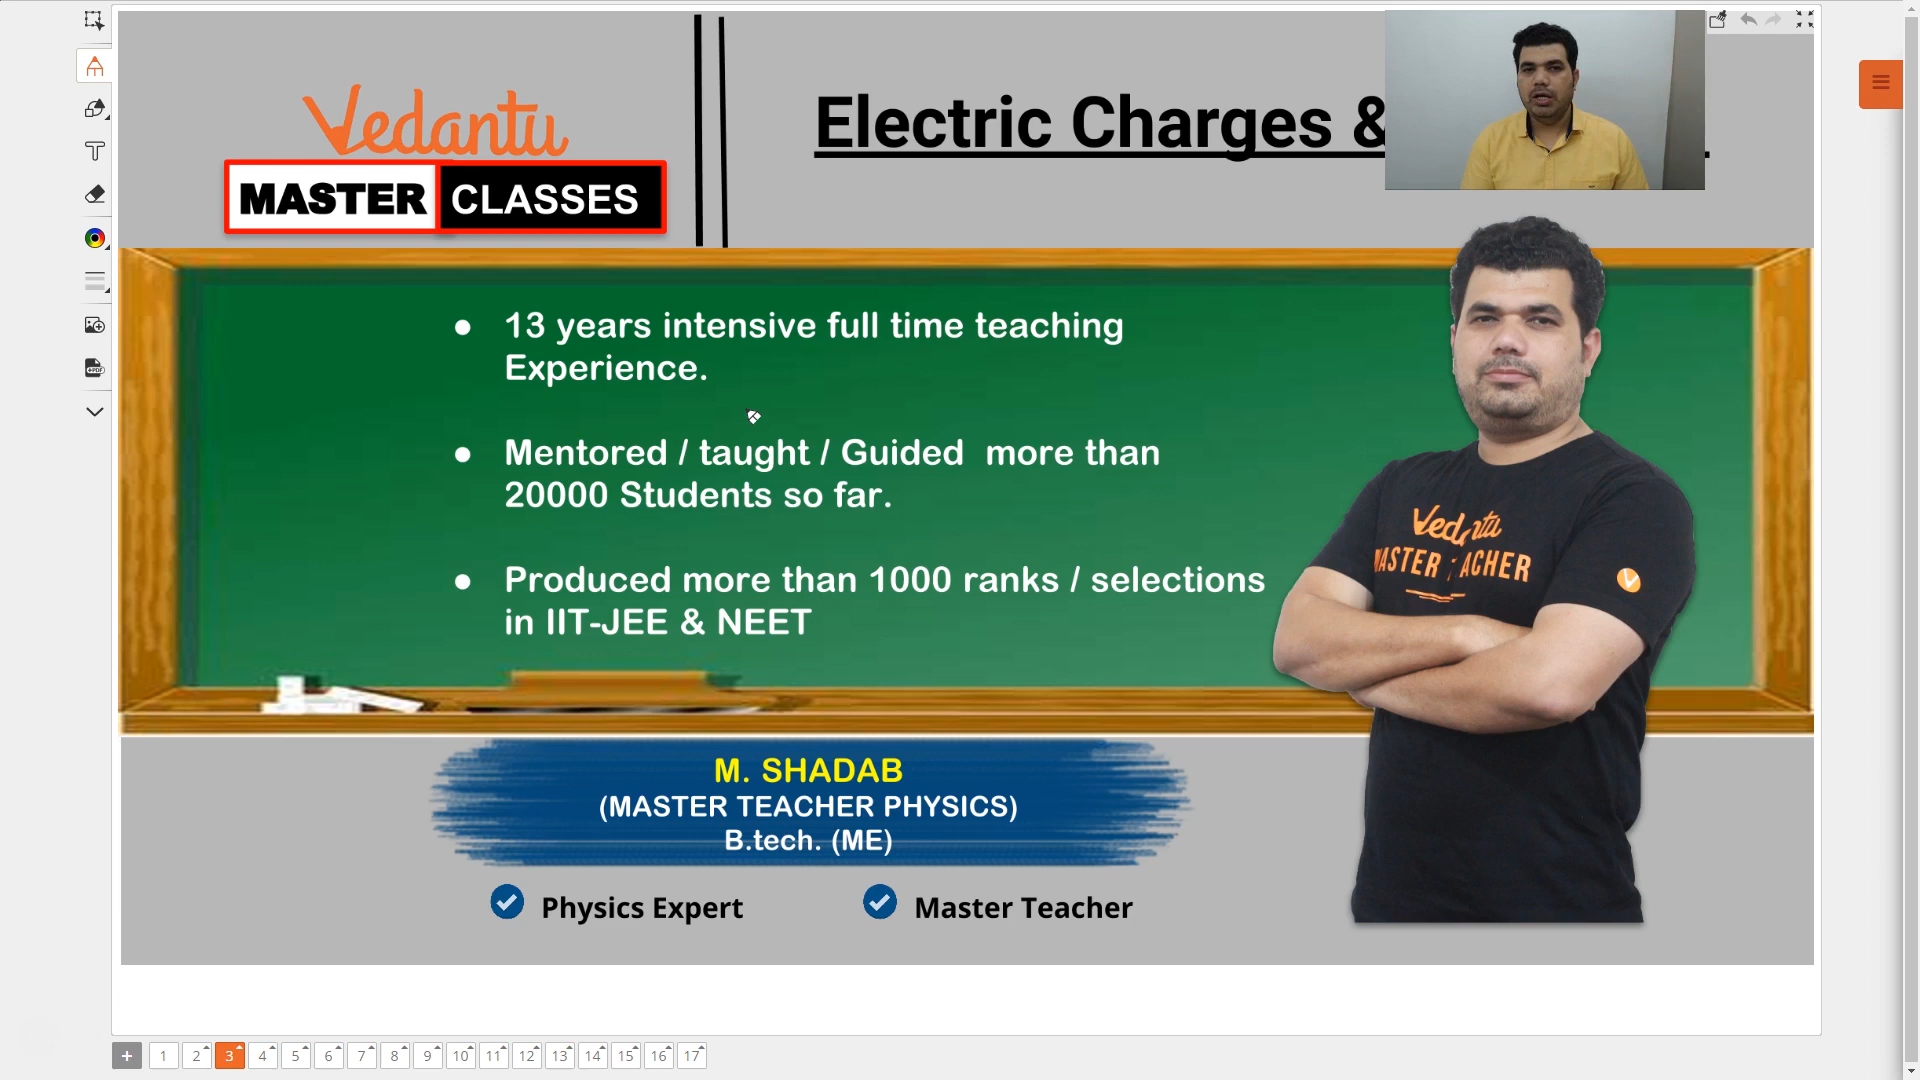 Vedantu
MASTER CLASSES
Electric Charges &
13 years intensive full time teaching
Experience.
Mentored / taught / Guided more than
20000 Students so far.
Produced more than 1000 ranks / selections
in IIT-JEE & NEET
Vedantu
MASTER TEACHER
M. SHADAB
(MASTER TEACHER PHYSICS)
B.tech. (ME)
Physics Expert
Master Teacher
1 2 3 4 5 6 7 8 9 10 11 12 13 14 15 16 17